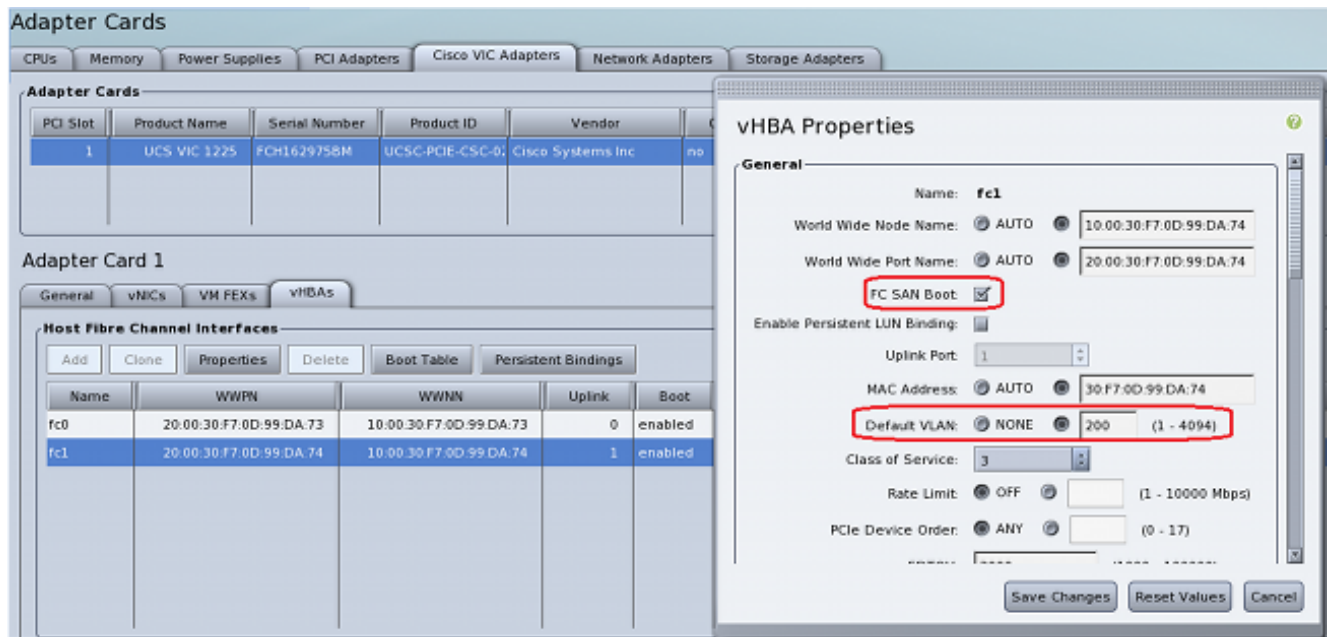 Adapter Cards
CPUs Memory Power Supplies PCI Adapters Cisco VIC Adapters Network Adapters Storage Adapters
Adapter Cards
PCI Slot Product Name Serial Number Product ID Vendor
1 UCS VIC 1225 FCH162975BM UCSC-PCIE-CSC-02 Cisco Systems Inc no
Adapter Card 1
General vNICs VM FEXs vHBAs
Host Fibre Channel Interfaces
Add Clone Properties Delete Boot Table Persistent Bindings
Name WWPN WWNN Uplink Boot
fc0 20:00:30:F7:0D:99:DA:73 10:00:30:F7:0D:99:DA:73 0 enabled
fc1 20:00:30:F7:0D:99:DA:74 10:00:30:F7:0D:99:DA:74 1 enabled
vHBA Properties
General
Name: fc1
World Wide Node Name: AUTO 10:00:30:F7:0D:99:DA:74
World Wide Port Name: AUTO 20:00:30:F7:0D:99:DA:74
FC SAN Boot:
Enable Persistent LUN Binding:
Uplink Port: 1
MAC Address: AUTO 30:F7:0D:99:DA:74
Default VLAN: NONE 200 (1 - 4094)
Class of Service: 3
Rate Limit: OFF (1 - 10000 Mbps)
PCIe Device Order: ANY (0 - 17)
Save Changes Reset Values Cancel